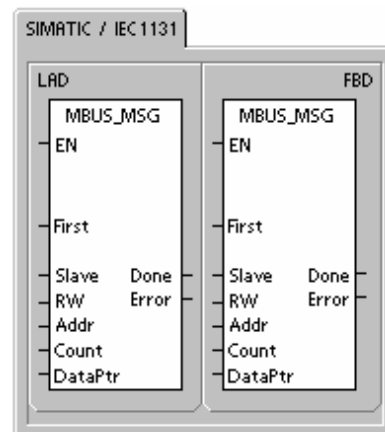 SIMATIC / IEC1131
LAD
MBUS_MSG
EN
First
Slave Done
RW Error
Addr
Count
DataPtr
FBD
MBUS_MSG
EN
First
Slave Done
RW Error
Addr
Count
DataPtr